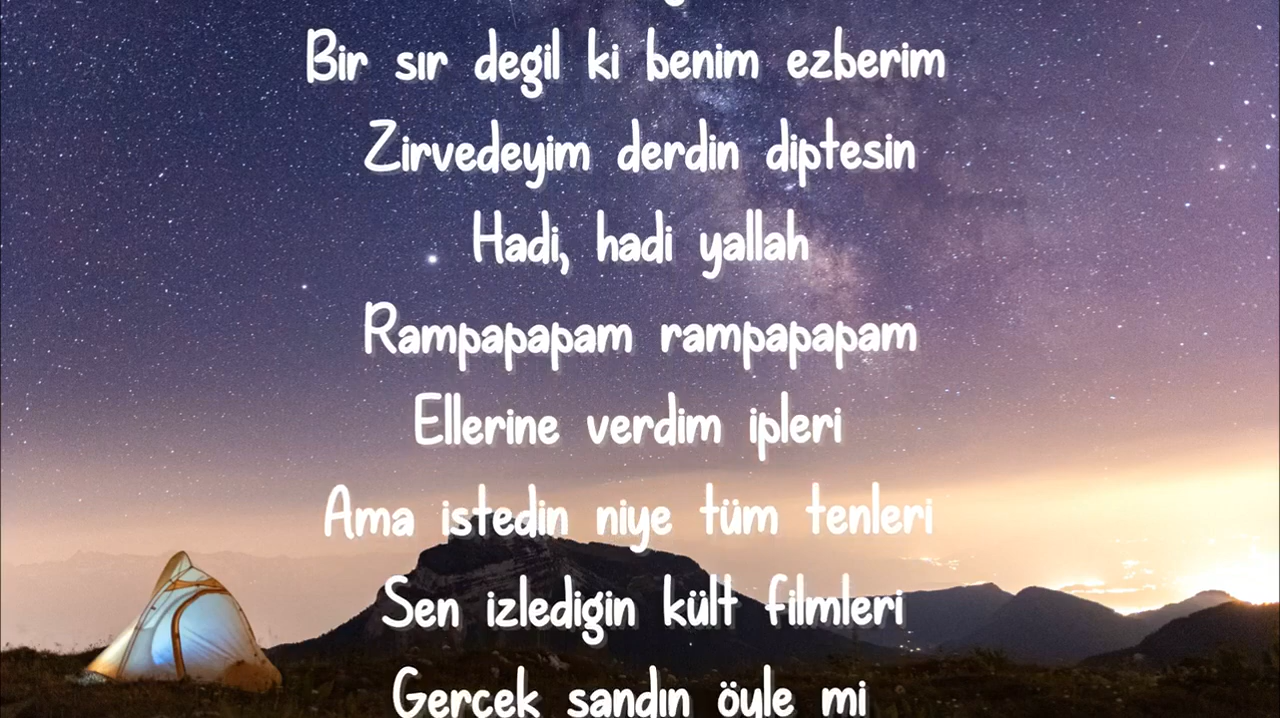 Bir sır degil ki benim ezberim
Zirvedeyim derdin diptesin
Hadi, hadi yallah
Rampapapam rampapapam
Ellerine verdim ipleri
Ama istedin niye tüm tenleri
Sen izledigin kült filmleri
Gerçek sandın öyle mi